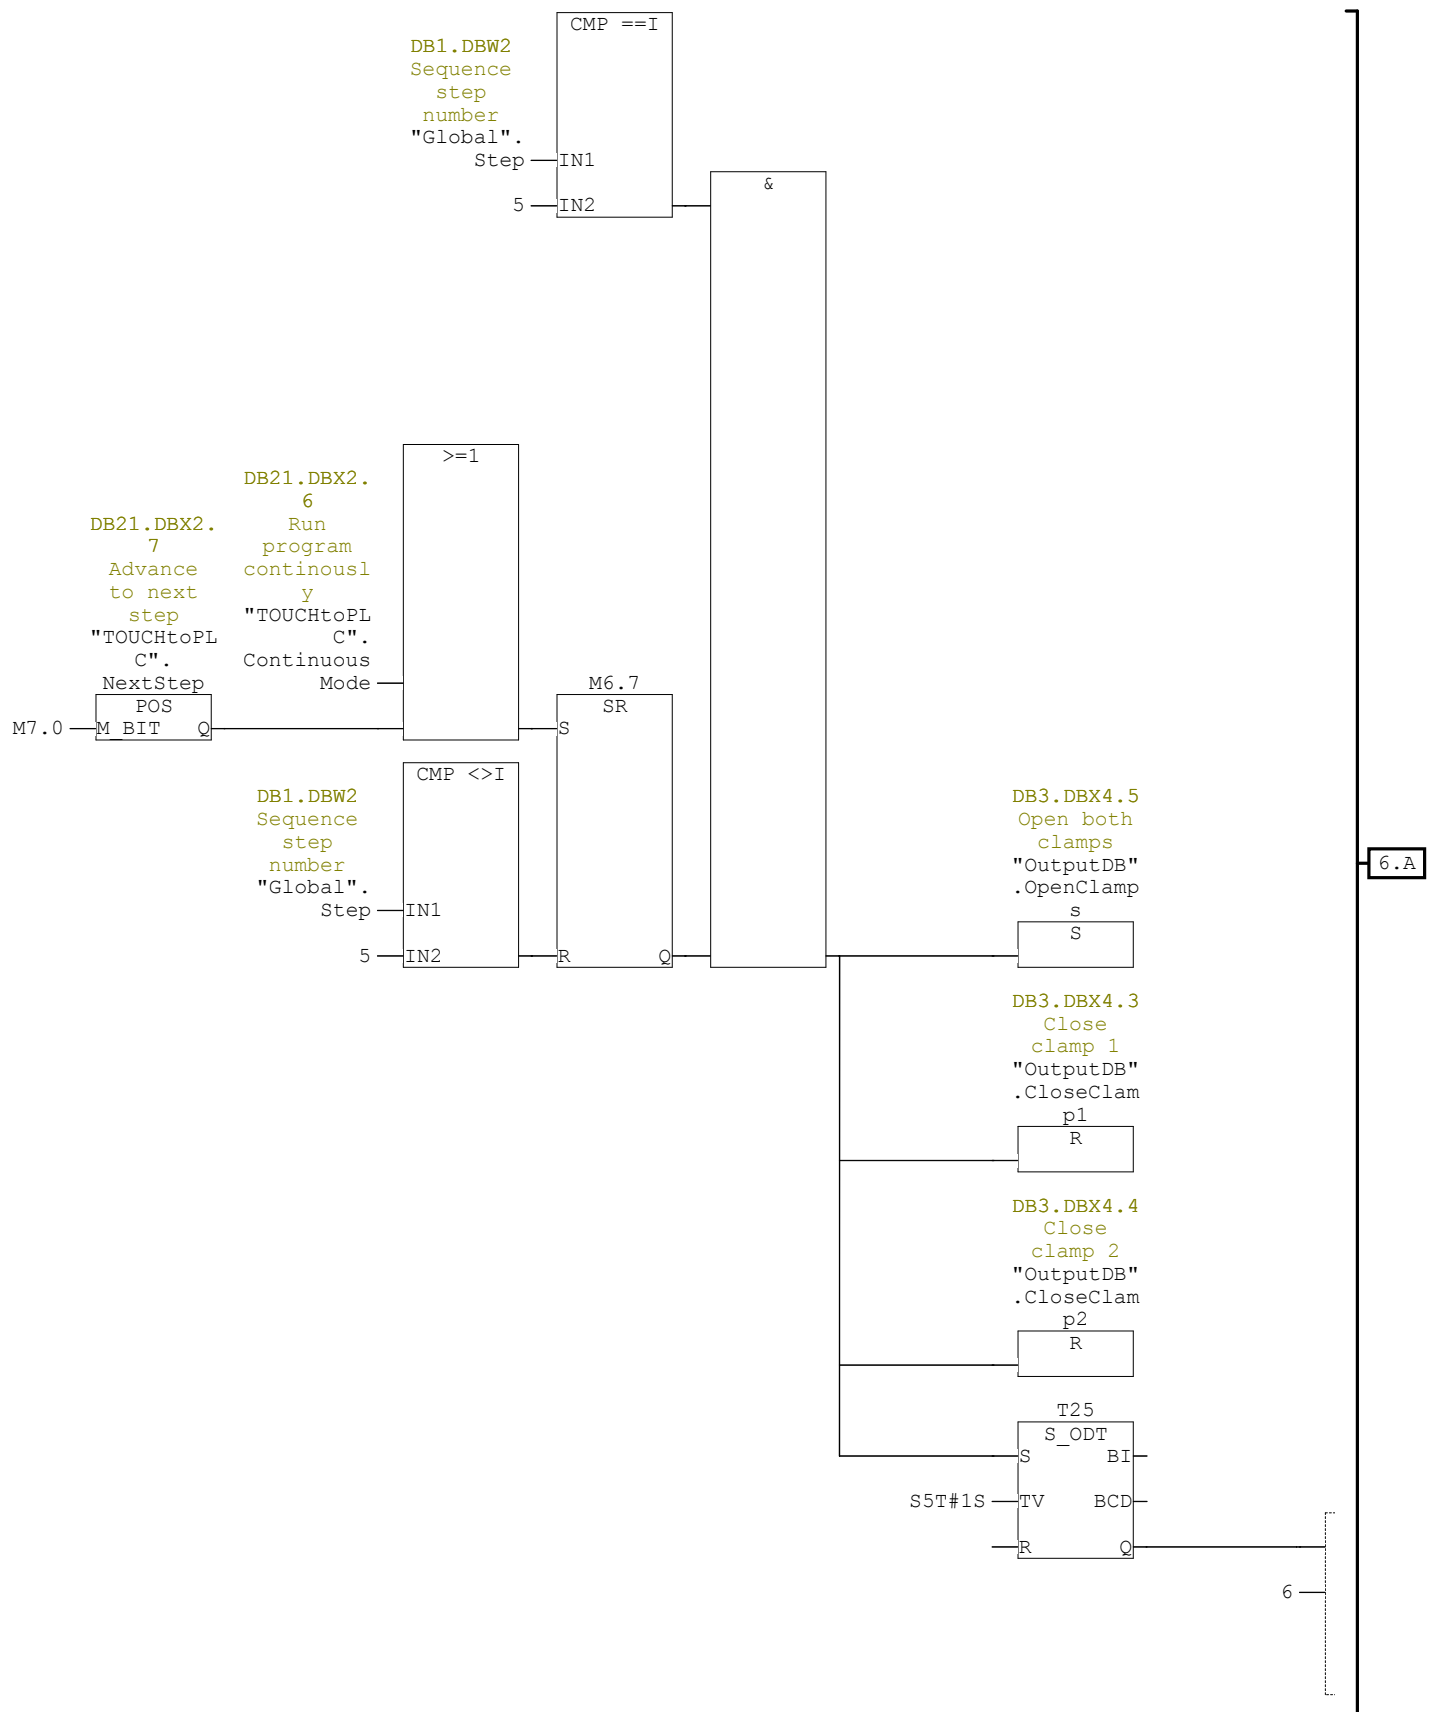 CMP ==I
DB1.DBW2
Sequence
step
number
"Global".
Step
IN1
5
IN2
&
>=1
DB21.DBX2.
6
Run
program
continousl
y
"TOUCHtoPL
C".
Continuous
Mode
DB21.DBX2.
7
Advance
to next
step
"TOUCHtoPL
C".
NextStep
POS
M7.0
M_BIT
Q
M6.7
SR
S
R
Q
CMP <>I
DB1.DBW2
Sequence
step
number
"Global".
Step
IN1
5
IN2
DB3.DBX4.5
Open both
clamps
"OutputDB"
.OpenClamp
s
S
DB3.DBX4.3
Close
clamp 1
"OutputDB"
.CloseClam
p1
R
DB3.DBX4.4
Close
clamp 2
"OutputDB"
.CloseClam
p2
R
T25
S_ODT
S
BI
S5T#1S
TV
BCD
R
Q
6
6.A